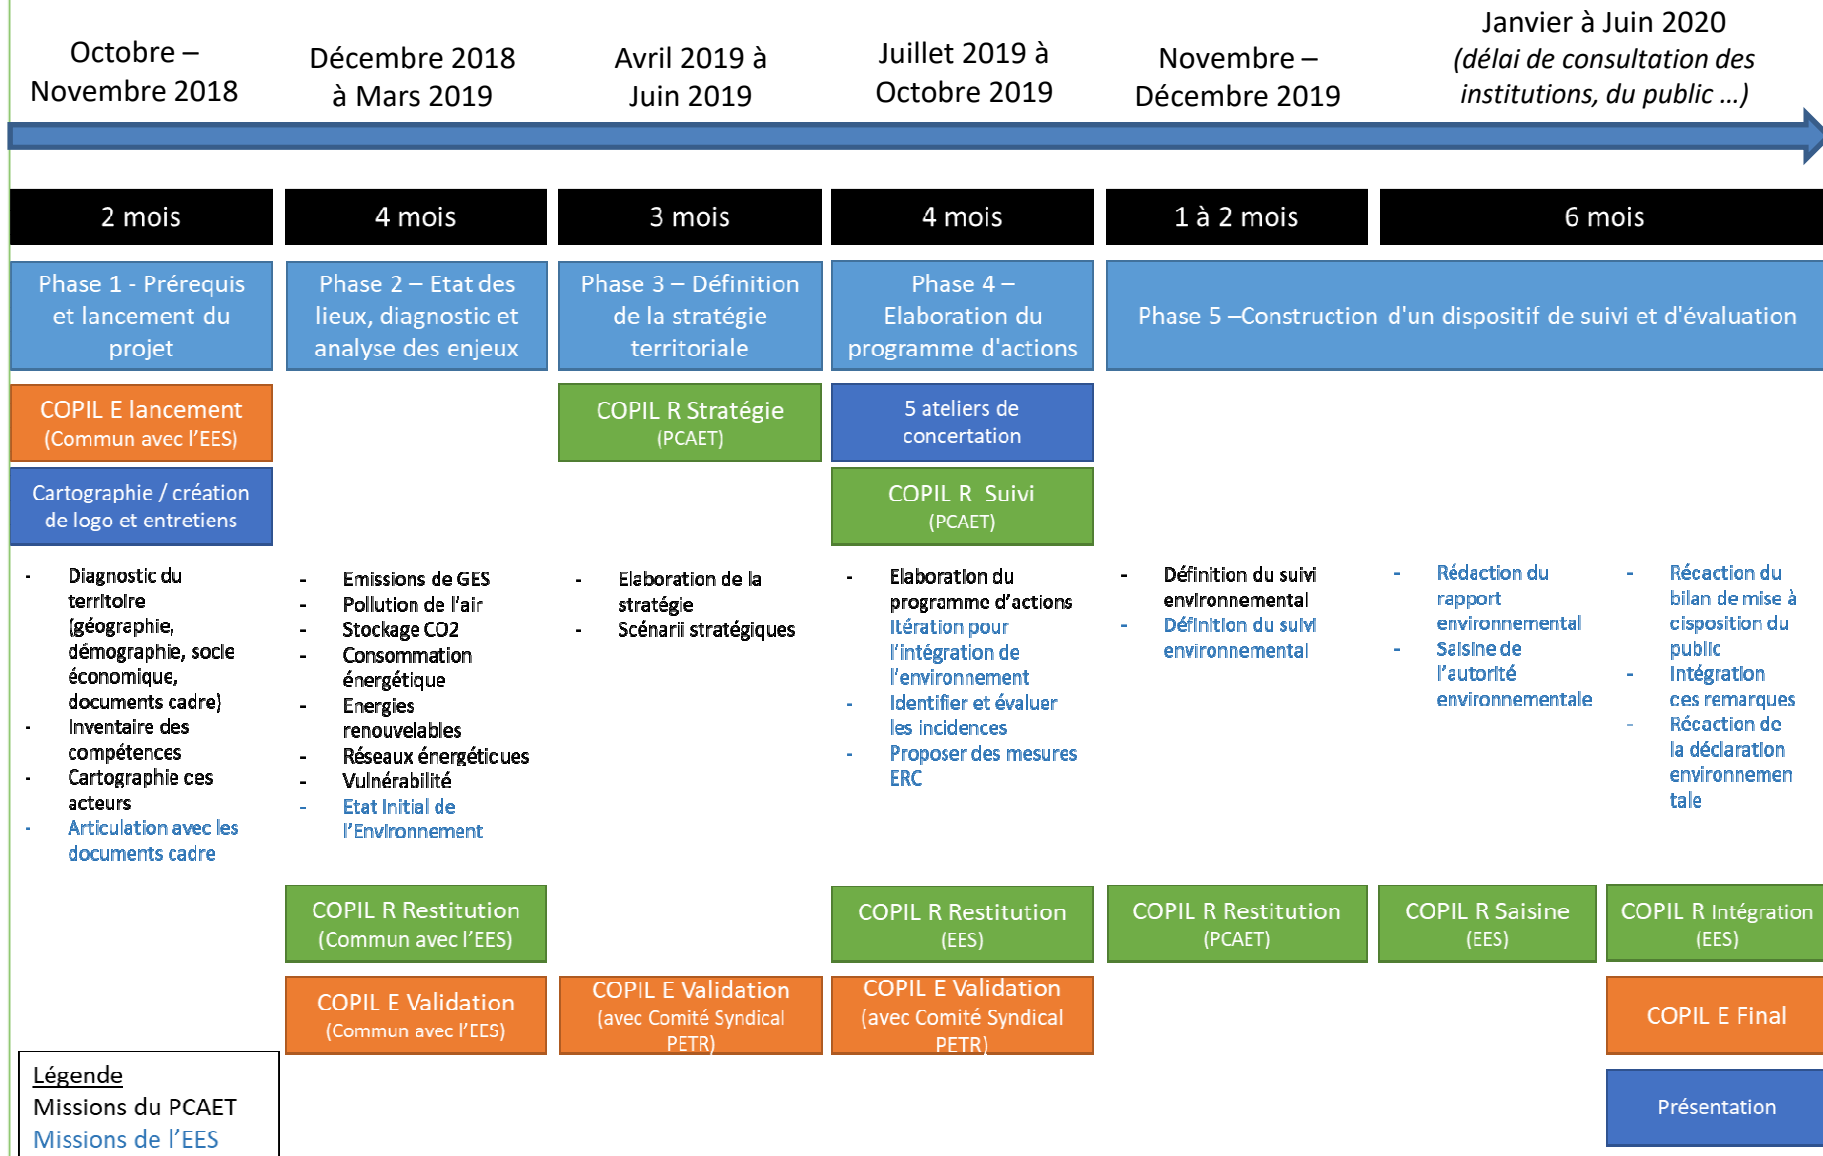 Octobre –
Novembre 2018
Décembre 2018
à Mars 2019
Avril 2019 à
Juin 2019
Juillet 2019 à
Octobre 2019
Novembre –
Décembre 2019
Janvier à Juin 2020
(délai de consultation des
institutions, du public ...)
2 mois
4 mois
3 mois
4 mois
1 à 2 mois
6 mois
Phase 1 - Prérequis
et lancement du
projet
Phase 2 – Etat des
lieux, diagnostic et
analyse des enjeux
Phase 3 – Définition
de la stratégie
territoriale
Phase 4 –
Elaboration du
programme d'actions
Phase 5 –Construction d'un dispositif de suivi et d'évaluation
COPIL E lancement
(Commun avec l'EES)
COPIL R Stratégie
(PCAET)
5 ateliers de
concertation
Cartographie / création
de logo et entretiens
COPIL R Suivi
(PCAET)
- Diagnostic du
territoire
(géographie,
démographie, socle
économique,
documents cadre)
- Inventaire des
compétences
- Cartographie ces
acteurs
- Articulation avec les
documents cadre
- Emissions de GES
- Pollution de l'air
- Stockage CO2
- Consommation
énergétique
- Energies
renouvelables
- Réseaux énergétiques
- Vulnérabilité
- Etat Initial de
l'Environnement
- Elaboration de la
stratégie
- Scénarii stratégiques
- Elaboration du
programme d'actions
- Itération pour
l'intégration de
l'environnement
- Identifier et évaluer
les incidences
- Proposer des mesures
ERC
- Définition du suivi
environnemental
- Définition du suivi
environnemental
- Rédaction du
rapport
environnemental
- Saisine de
l'autorité
environnementale
- Récaction du
bilan de mise à
cisposition du
public
- Intégration
ces remarques
- Récaction de
la déclaration
environnemen
tale
COPIL R Restitution
(Commun avec l'EES)
COPIL R Restitution
(EES)
COPIL R Restitution
(PCAET)
COPIL R Saisine
(EES)
COPIL R Intégration
(EES)
COPIL E Validation
(Commun avec l'EES)
COPIL E Validation
(avec Comité Syndical
PETR)
COPIL E Validation
(avec Comité Syndical
PETR)
COPIL E Final
Présentation
Légende
Missions du PCAET
Missions de l'EES